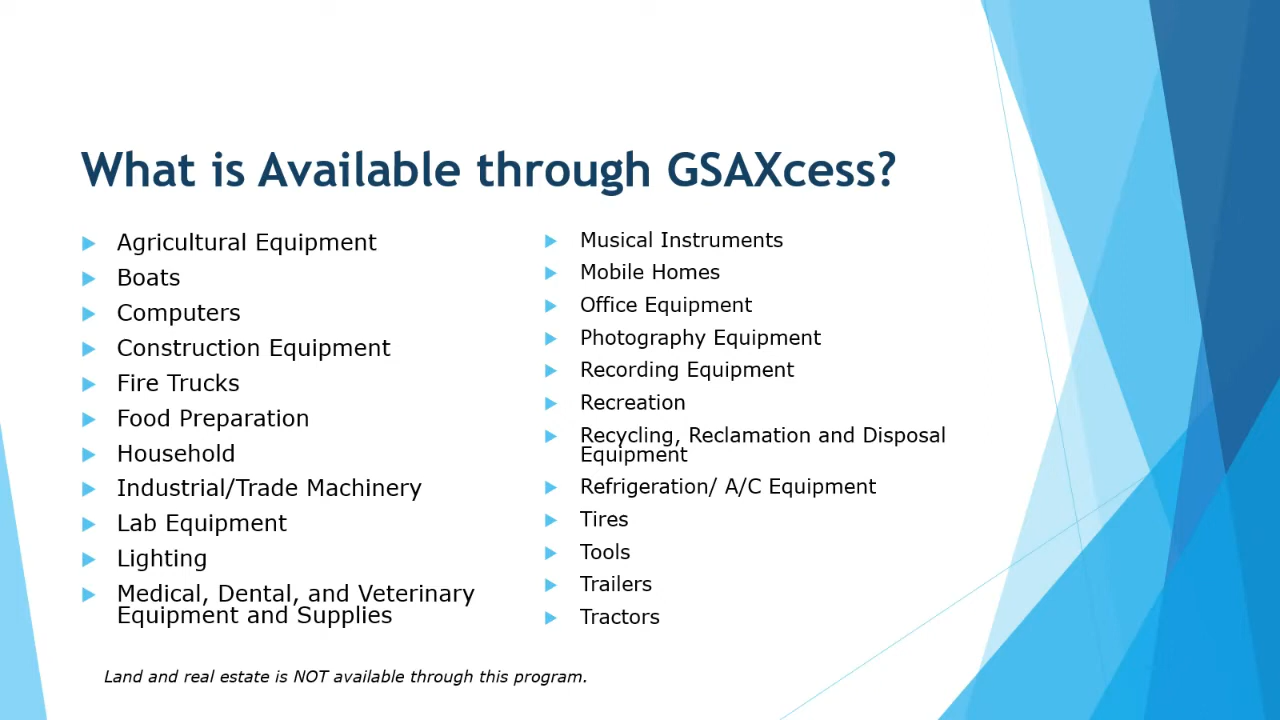 What is Available through GSAXcess?
Agricultural Equipment
Boats
Computers
Construction Equipment
Fire Trucks
Food Preparation
Household
Industrial/Trade Machinery
Lab Equipment
Lighting
Medical, Dental, and Veterinary
Equipment and Supplies
Musical Instruments
Mobile Homes
Office Equipment
Photography Equipment
Recording Equipment
Recreation
Recycling, Reclamation and Disposal
Equipment
Refrigeration/ A/C Equipment
Tires
Tools
Trailers
Tractors
Land and real estate is NOT available through this program.